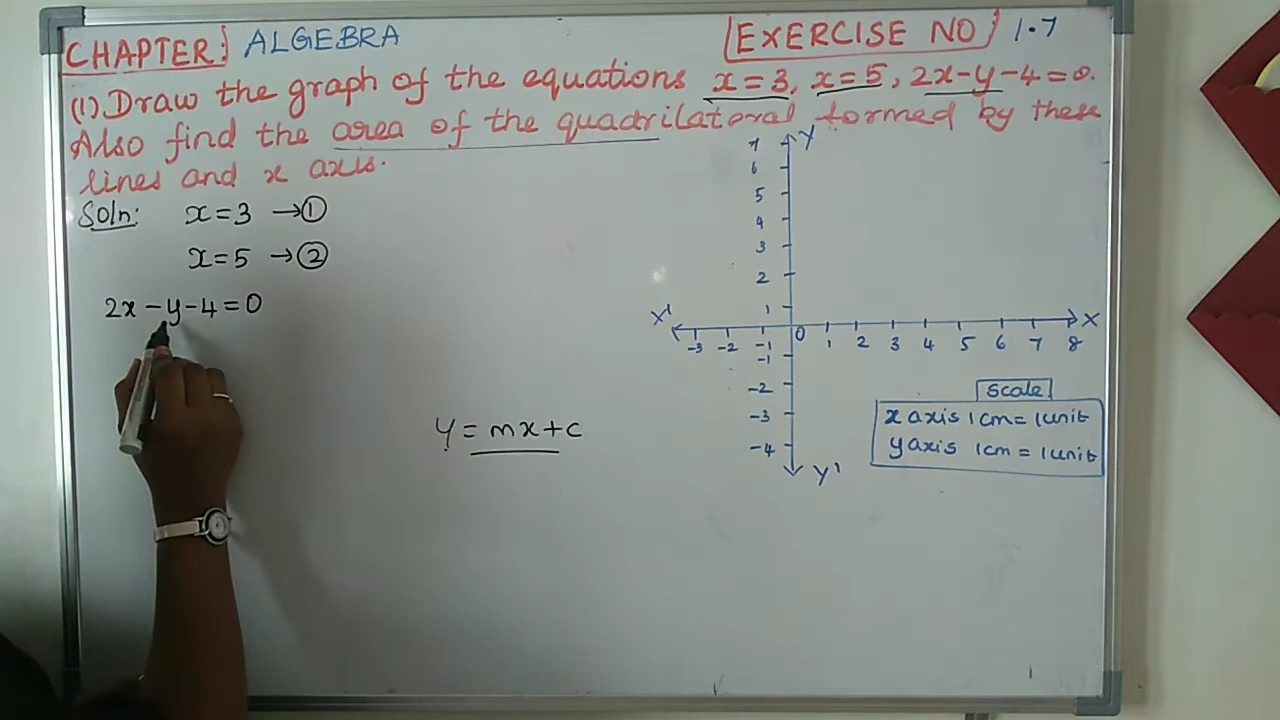 CHAPTER: ALGEBRA EXERCISE NO 1.7
(1) Draw the graph of the equations x=3, x=5, 2x-y-4=0.
Also find the area of the quadrilateral formed by these
lines and x axis.
Soln: x=3 →①
x=5 →②
2x-y-4=0
y=mx+c
Y
7
6
5
4
3
2
1
X' X
-3 -2 -1 0 1 2 3 4 5 6 7 8
-1
-2
-3
-4
Y'
Scale
x axis 1cm=1unit
y axis 1cm=1unit